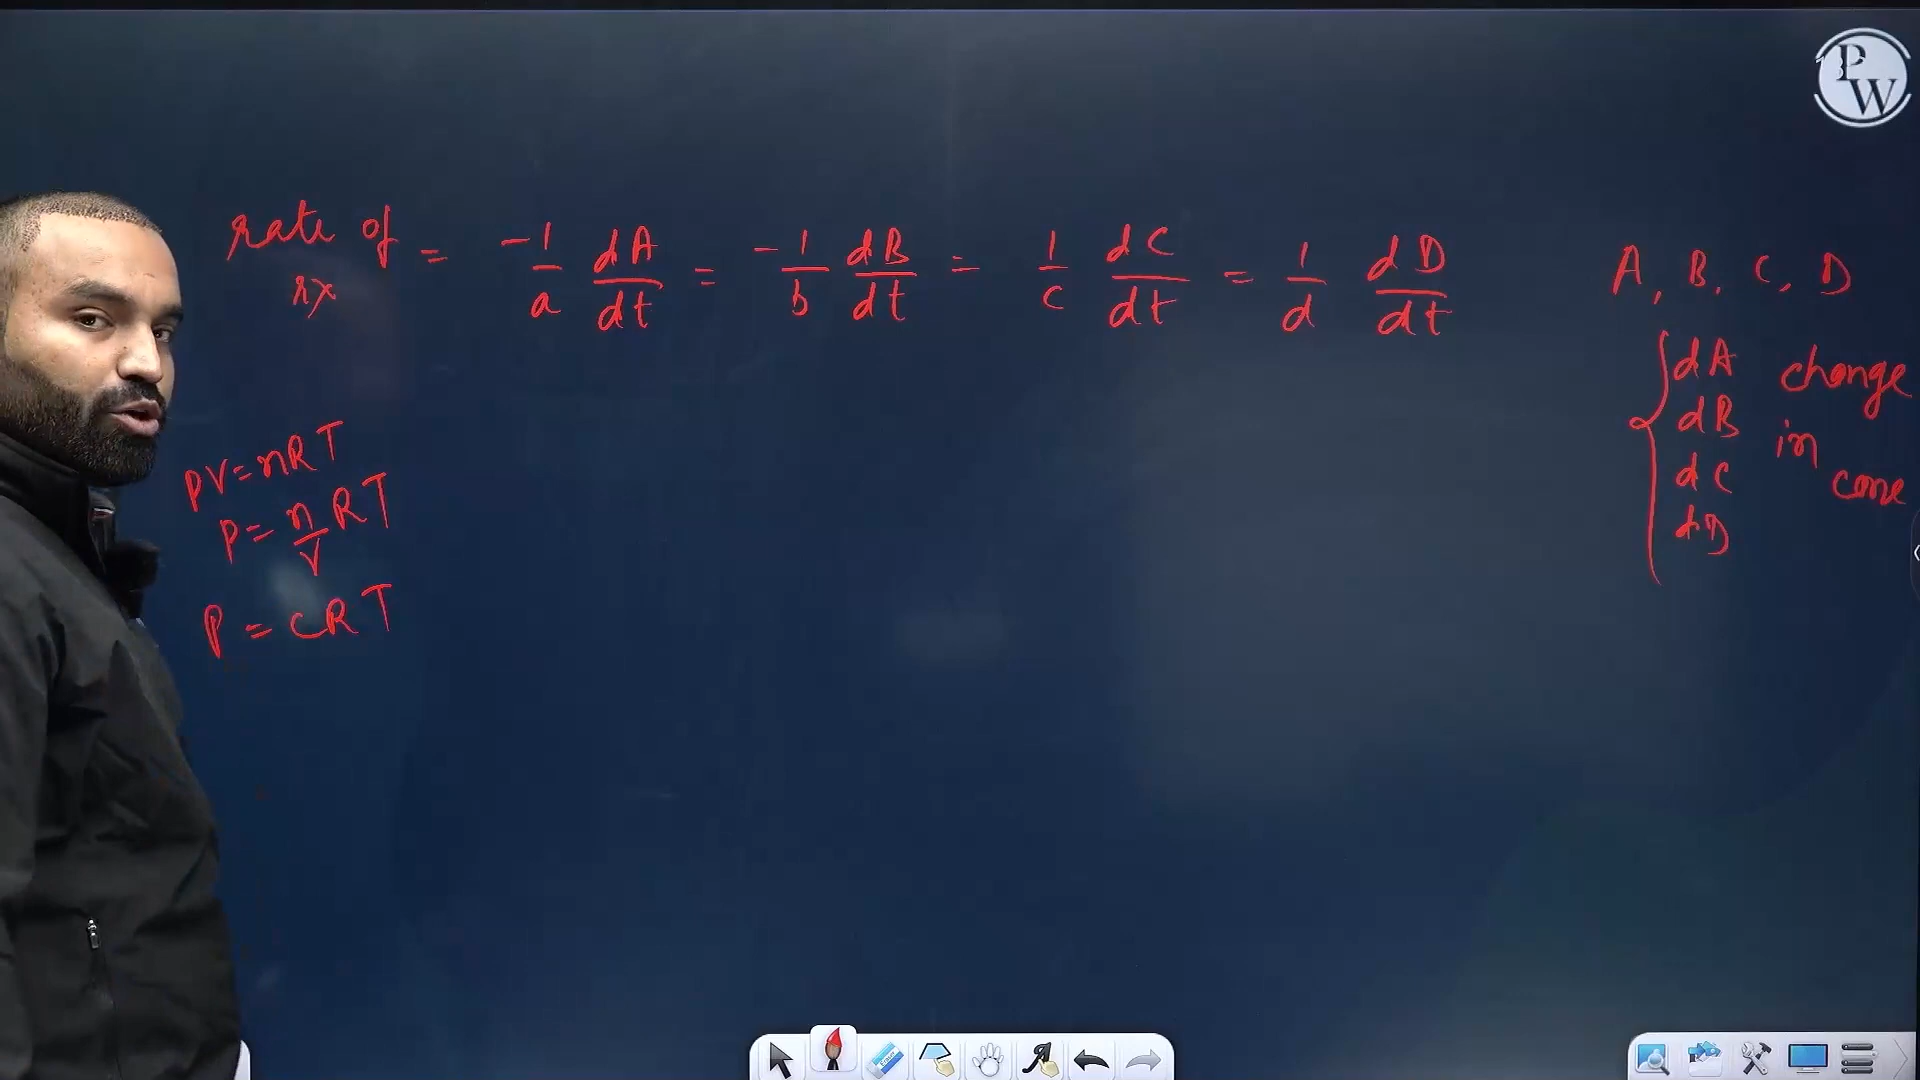 PW
rate of rx = -1/a dA/dt = -1/b dB/dt = 1/c dC/dt = 1/d dD/dt
A, B, C, D
dA change
dB in
dC conc
dD
PV=nRT
P=n/V RT
P = CRT